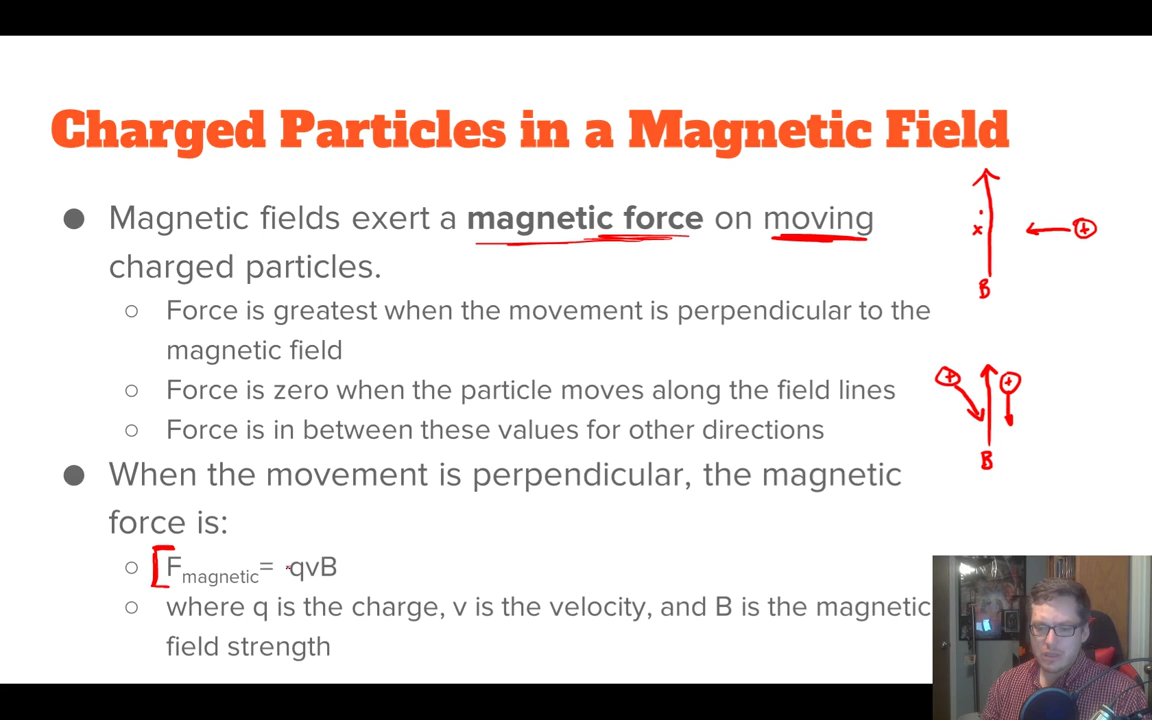 Charged Particles in a Magnetic Field
● Magnetic fields exert a magnetic force on moving
charged particles.
○ Force is greatest when the movement is perpendicular to the
magnetic field
○ Force is zero when the particle moves along the field lines
○ Force is in between these values for other directions
● When the movement is perpendicular, the magnetic
force is:
○ [Fmagnetic= qvB
○ where q is the charge, v is the velocity, and B is the magnetic
field strength
x
+
B
+ +
B